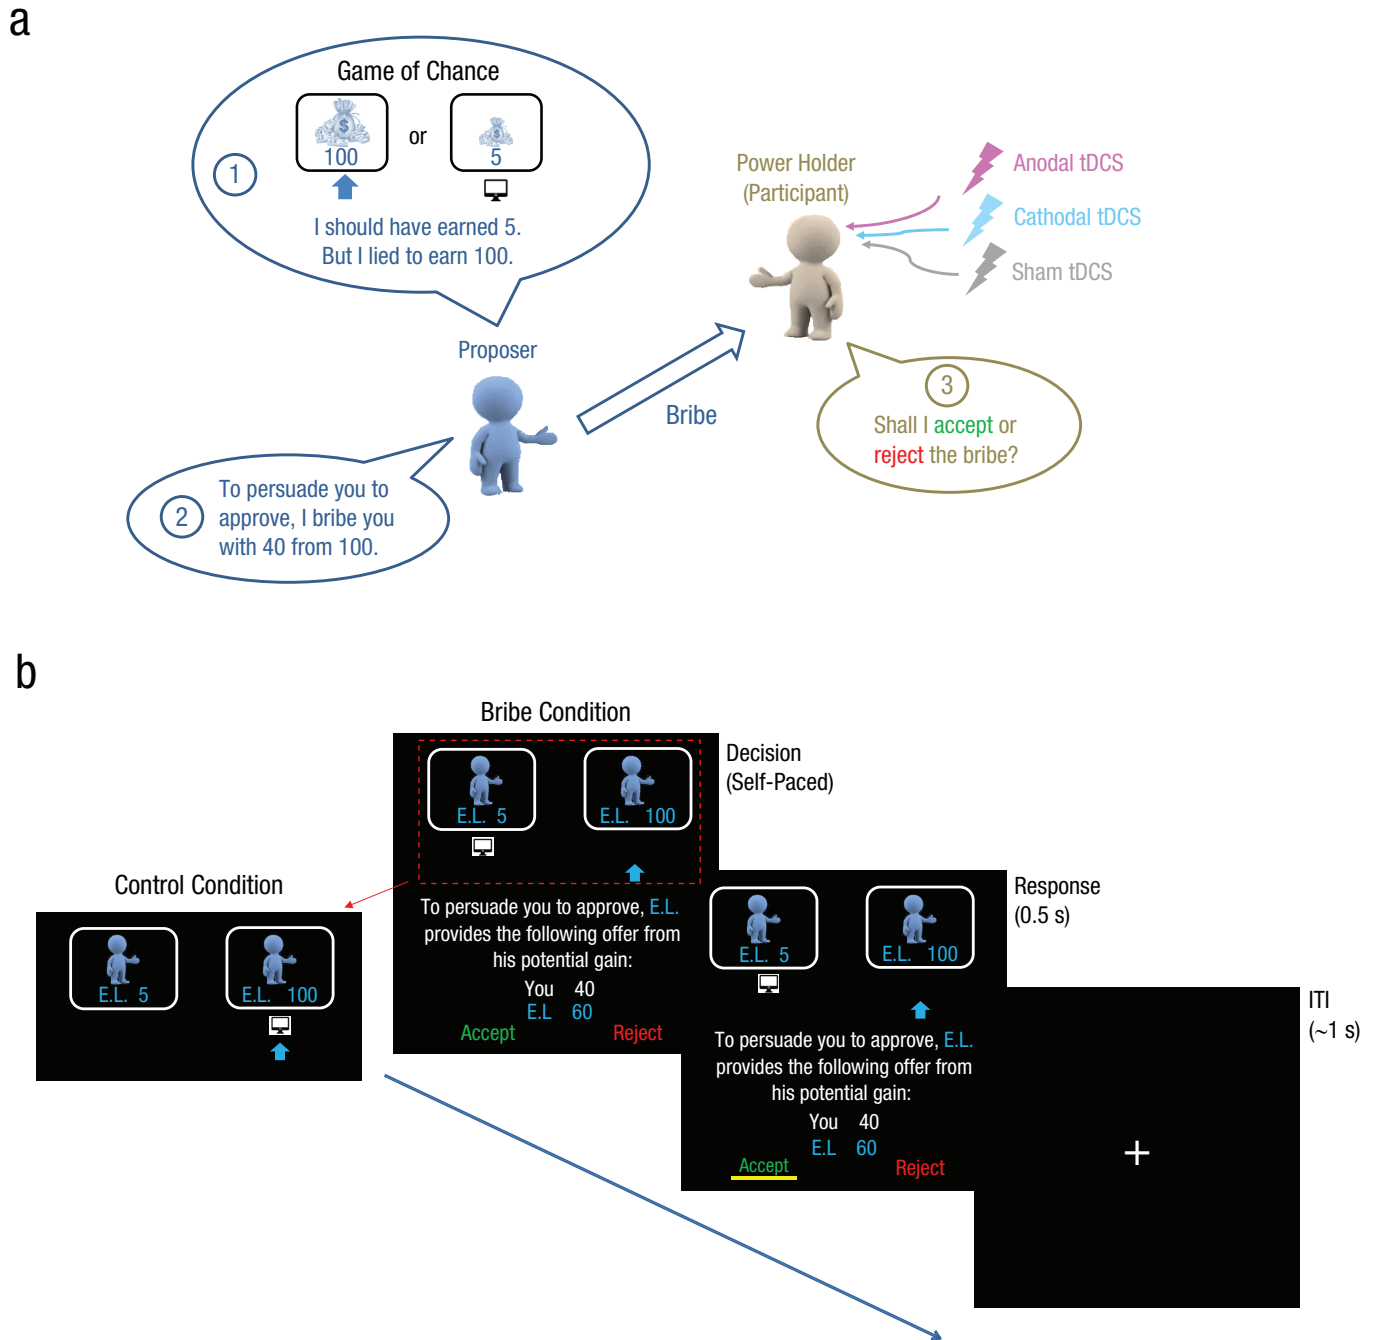 a
Game of Chance
$
100
or
$
5
1
I should have earned 5.
But I lied to earn 100.
Proposer
2
To persuade you to
approve, I bribe you
with 40 from 100.
Bribe
Power Holder
(Participant)
Anodal tDCS
Cathodal tDCS
Sham tDCS
3
Shall I accept or
reject the bribe?
b
Control Condition
E.L. 5
E.L. 100
Bribe Condition
E.L. 5
E.L. 100
To persuade you to approve, E.L.
provides the following offer from
his potential gain:
You 40
E.L 60
Accept Reject
Decision
(Self-Paced)
E.L. 5
E.L. 100
To persuade you to approve, E.L.
provides the following offer from
his potential gain:
You 40
E.L 60
Accept Reject
Response
(0.5 s)
+
ITI
(~1 s)